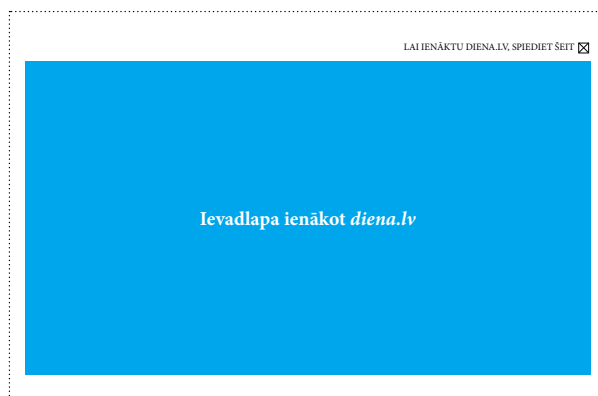 LAI IENĀKTU DIENA.LV, SPIEDIET ŠEIT
Ievadlapa ienākot diena.lv